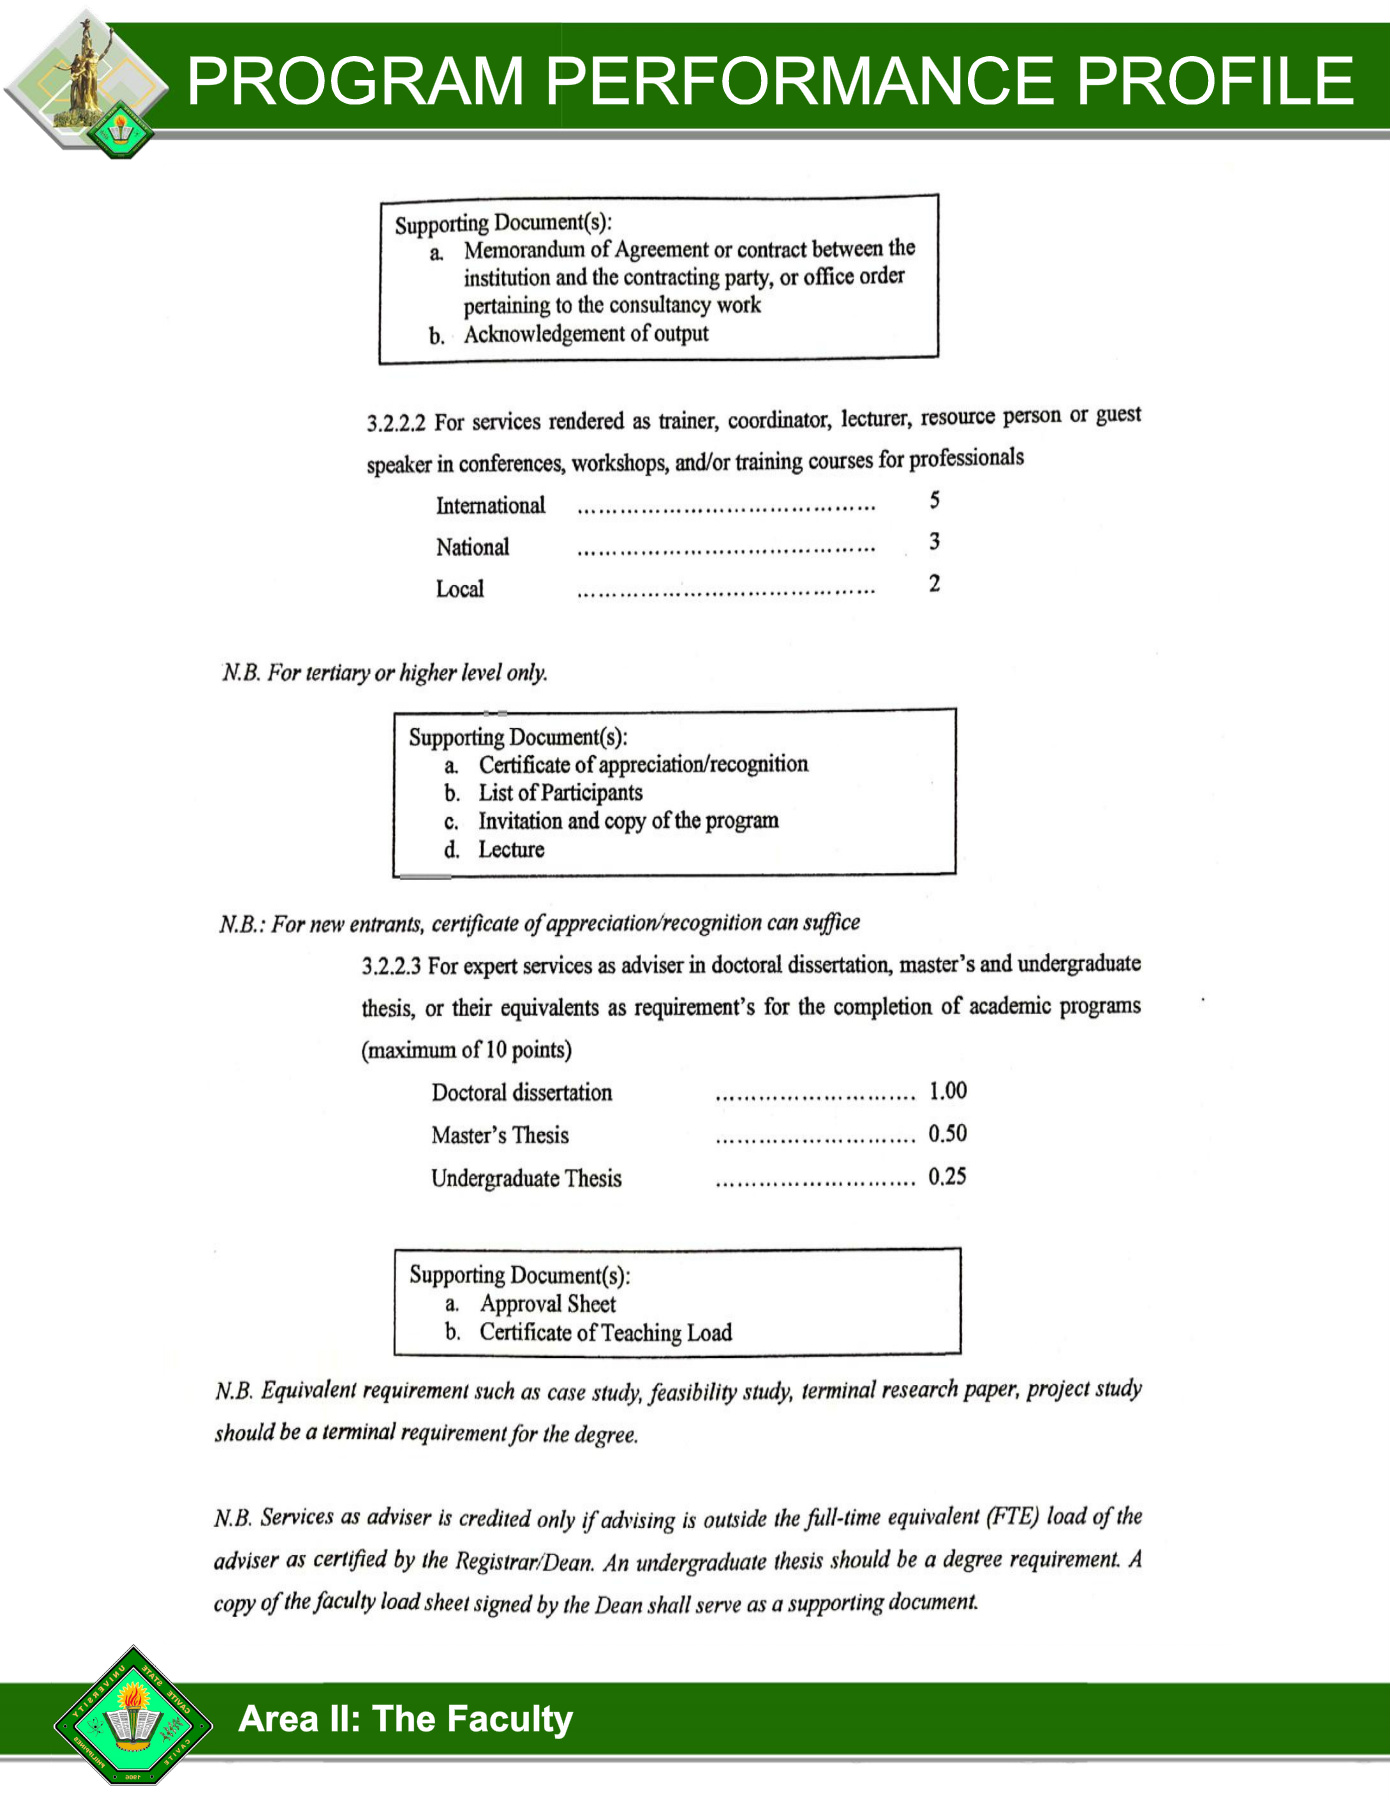 PROGRAM PERFORMANCE PROFILE
Supporting Document(s):
a. Memorandum of Agreement or contract between the
institution and the contracting party, or office order
pertaining to the consultancy work
b. Acknowledgement of output
3.2.2.2 For services rendered as trainer, coordinator, lecturer, resource person or guest
speaker in conferences, workshops, and/or training courses for professionals
International .......................................... 5
National .......................................... 3
Local .......................................... 2
N.B. For tertiary or higher level only.
Supporting Document(s):
a. Certificate of appreciation/recognition
b. List of Participants
c. Invitation and copy of the program
d. Lecture
N.B.: For new entrants, certificate of appreciation/recognition can suffice
3.2.2.3 For expert services as adviser in doctoral dissertation, master's and undergraduate
thesis, or their equivalents as requirement's for the completion of academic programs
(maximum of 10 points)
Doctoral dissertation ............................ 1.00
Master's Thesis ............................ 0.50
Undergraduate Thesis ............................ 0.25
Supporting Document(s):
a. Approval Sheet
b. Certificate of Teaching Load
N.B. Equivalent requirement such as case study, feasibility study, terminal research paper, project study
should be a terminal requirement for the degree.
N.B. Services as adviser is credited only if advising is outside the full-time equivalent (FTE) load of the
adviser as certified by the Registrar/Dean. An undergraduate thesis should be a degree requirement. A
copy of the faculty load sheet signed by the Dean shall serve as a supporting document.
CAVITE STATE UNIVERSITY
CAVITE PHILIPPINES
1906
Area II: The Faculty